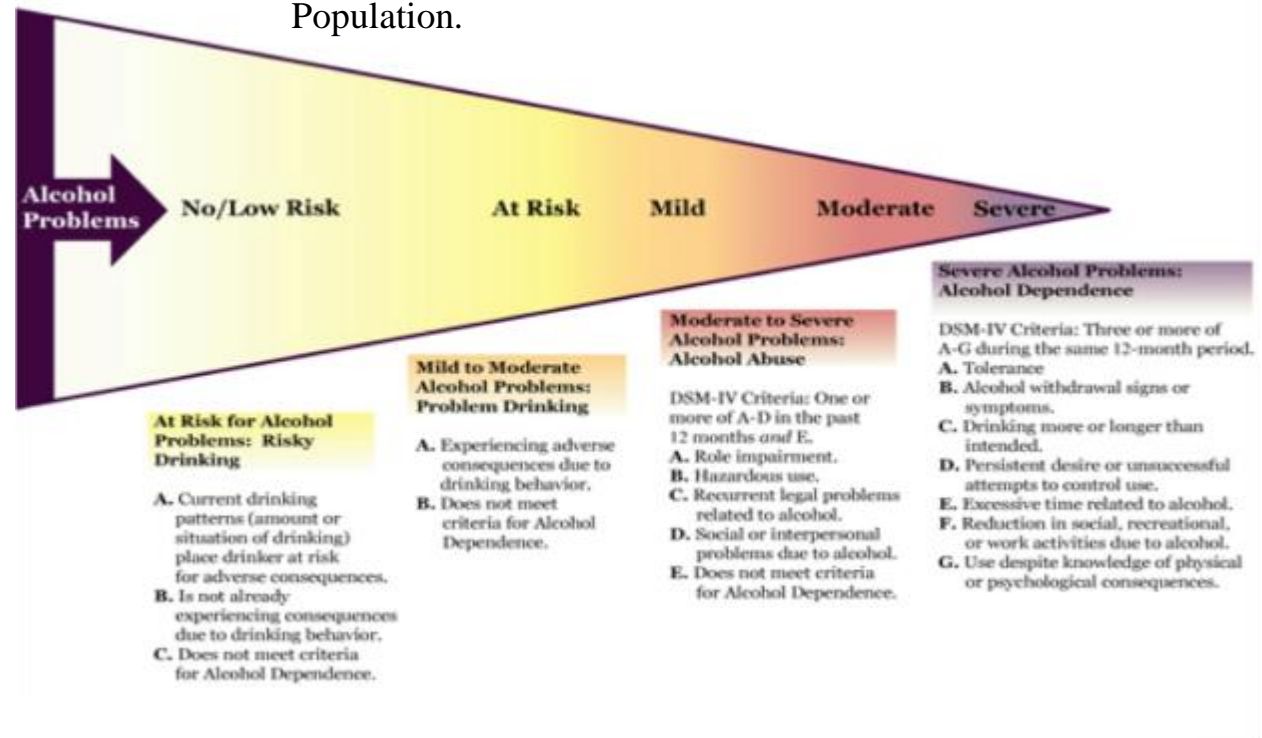 Population.
Alcohol
Problems
No/Low Risk
At Risk
Mild
Moderate
Severe
At Risk for Alcohol
Problems: Risky
Drinking
A. Current drinking
patterns (amount or
situation of drinking)
place drinker at risk
for adverse consequences.
B. Is not already
experiencing consequences
due to drinking behavior.
C. Does not meet criteria
for Alcohol Dependence.
Mild to Moderate
Alcohol Problems:
Problem Drinking
A. Experiencing adverse
consequences due to
drinking behavior.
B. Does not meet
criteria for Alcohol
Dependence.
Moderate to Severe
Alcohol Problems:
Alcohol Abuse
DSM-IV Criteria: One or
more of A-D in the past
12 months and E.
A. Role impairment.
B. Hazardous use.
C. Recurrent legal problems
related to alcohol.
D. Social or interpersonal
problems due to alcohol.
E. Does not meet criteria
for Alcohol Dependence.
Severe Alcohol Problems:
Alcohol Dependence
DSM-IV Criteria: Three or more of
A-G during the same 12-month period.
A. Tolerance
B. Alcohol withdrawal signs or
symptoms.
C. Drinking more or longer than
intended.
D. Persistent desire or unsuccessful
attempts to control use.
E. Excessive time related to alcohol.
F. Reduction in social, recreational,
or work activities due to alcohol.
G. Use despite knowledge of physical
or psychological consequences.